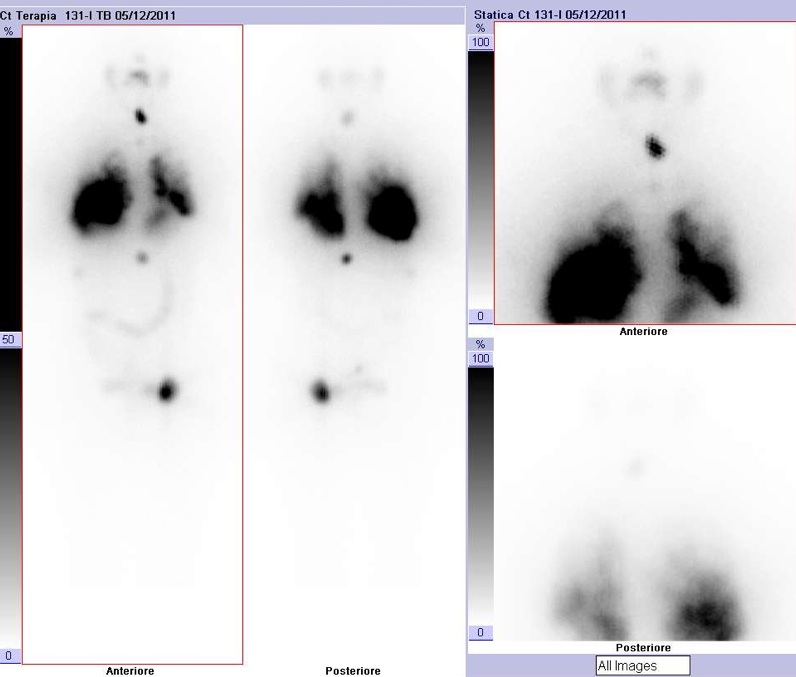 Ct Terapia 131-I TB 05/12/2011
%
50
0
Anteriore
Posteriore
Statica Ct 131-I 05/12/2011
%
100
0
Anteriore
%
100
0
Posteriore
All Images